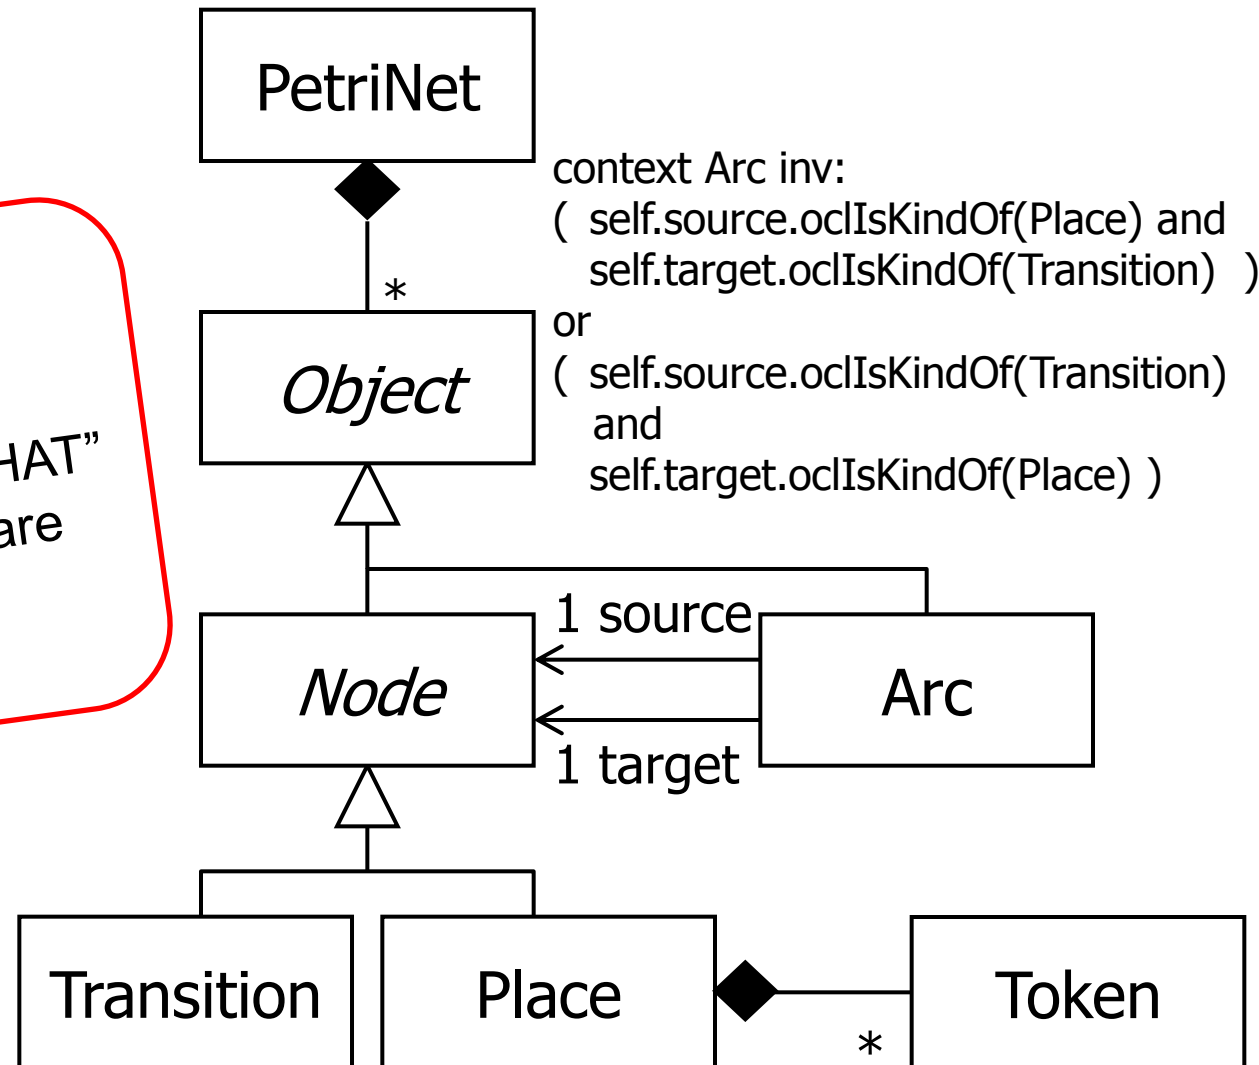 PetriNet
context Arc inv:
( self.source.oclIsKindOf(Place) and
self.target.oclIsKindOf(Transition) )
*
or
Object
( self.source.oclIsKindOf(Transition)
and
self.target.oclIsKindOf(Place) )
HAT”
are
1 source
Node
Arc
1 target
Transition
Place
Token
*